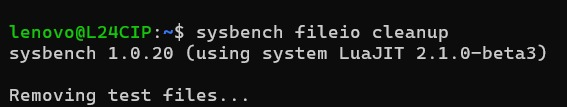 lenovo@L24CIP:~$ sysbench fileio cleanup
sysbench 1.0.20 (using system LuaJIT 2.1.0-beta3)
Removing test files...